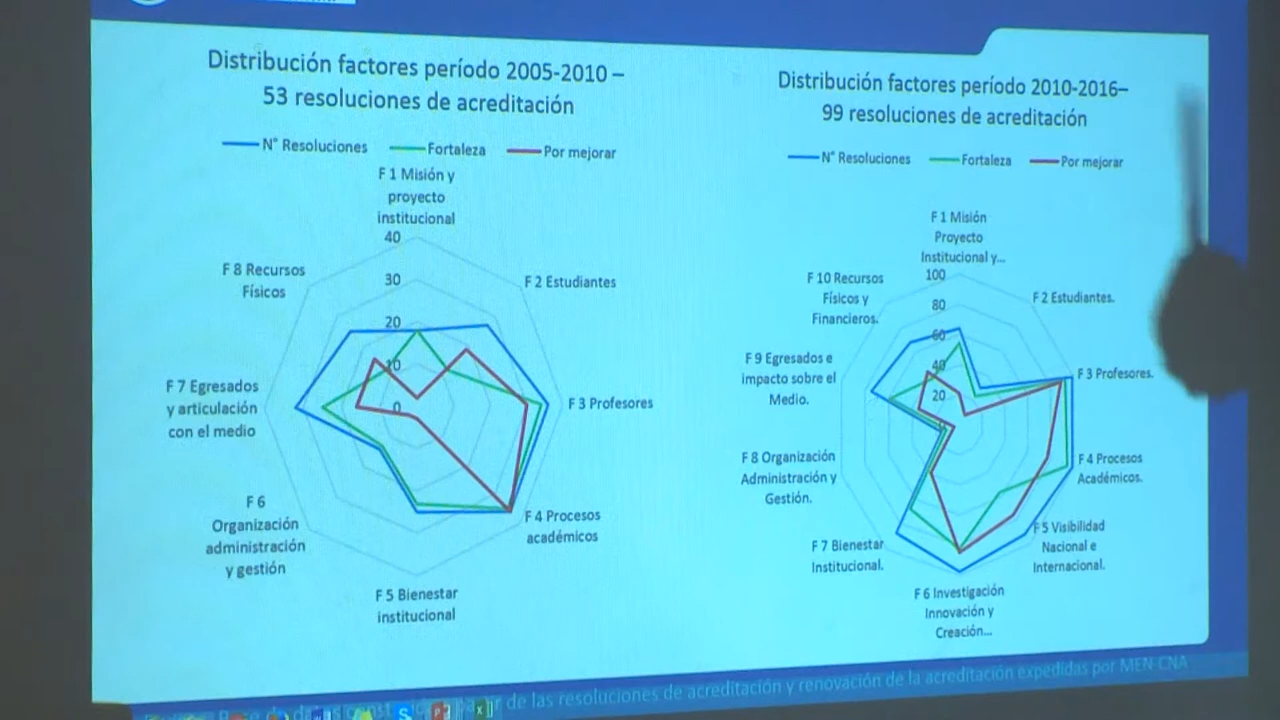 Distribución factores período 2005-2010 –
53 resoluciones de acreditación
N° Resoluciones
Fortaleza
Por mejorar
F 1 Misión y
proyecto
institucional
40
30
20
10
0
F 2 Estudiantes
F 3 Profesores
F 4 Procesos
académicos
F 5 Bienestar
institucional
F 6
Organización
administración
y gestión
F 7 Egresados
y articulación
con el medio
F 8 Recursos
Físicos
Distribución factores período 2010-2016–
99 resoluciones de acreditación
N° Resoluciones
Fortaleza
Por mejorar
F 1 Misión
Proyecto
Institucional y...
100
80
60
40
20
F 2 Estudiantes.
F 3 Profesores.
F 4 Procesos
Académicos.
F 5 Visibilidad
Nacional e
Internacional.
F 6 Investigación
Innovación y
Creación...
F 7 Bienestar
Institucional.
F 8 Organización
Administración y
Gestión.
F 9 Egresados e
impacto sobre el
Medio.
F 10 Recursos
Físicos y
Financieros.
de las resoluciones de acreditación y renovación de la acreditación expedidas por MEN-CNA